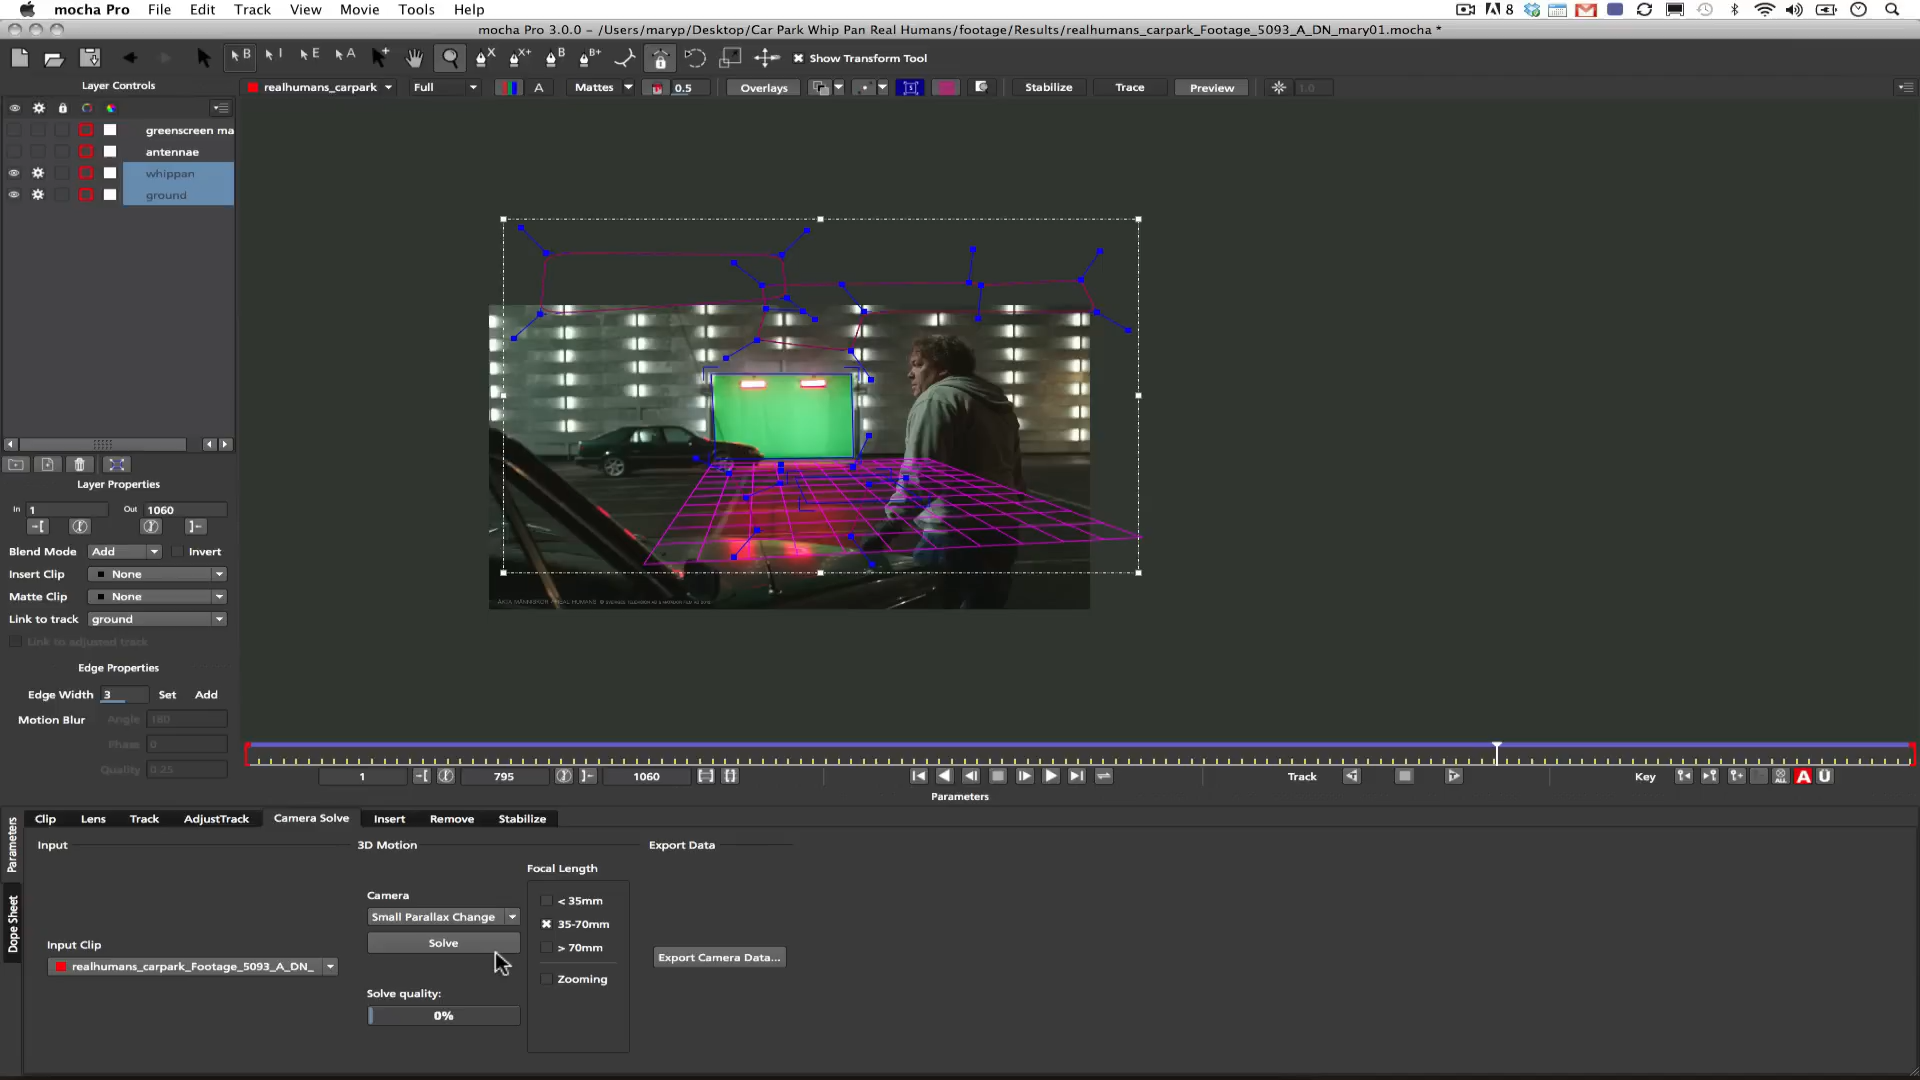 mocha Pro File Edit Track View Movie Tools Help
8
mocha Pro 3.0.0 - /Users/maryp/Desktop/Car Park Whip Pan Real Humans/footage/Results/realhumans_carpark_Footage_5093_A_DN_mary01.mocha *
B I E A X X B B+ Show Transform Tool
Layer Controls realhumans_carpark Full A Mattes 0.5 Overlays Stabilize Trace Preview 1.0
greenscreen ma
antennae
whippan
ground
Layer Properties
In 1 Out 1060
Blend Mode Add Invert
Insert Clip None
Matte Clip None
Link to track ground
Link to adjusted track
Edge Properties
Edge Width 3 Set Add
Motion Blur Angle 180
Phase 0
Quality 0.25
1 795 1060 Track Key ALL A Ü
Parameters
Parameters
Dope Sheet
Clip Lens Track AdjustTrack Camera Solve Insert Remove Stabilize
Input 3D Motion Export Data
Focal Length
Camera
< 35mm
Small Parallax Change
35-70mm
Solve
> 70mm
Input Clip
Export Camera Data...
realhumans_carpark_Footage_5093_A_DN_
Zooming
Solve quality:
0%